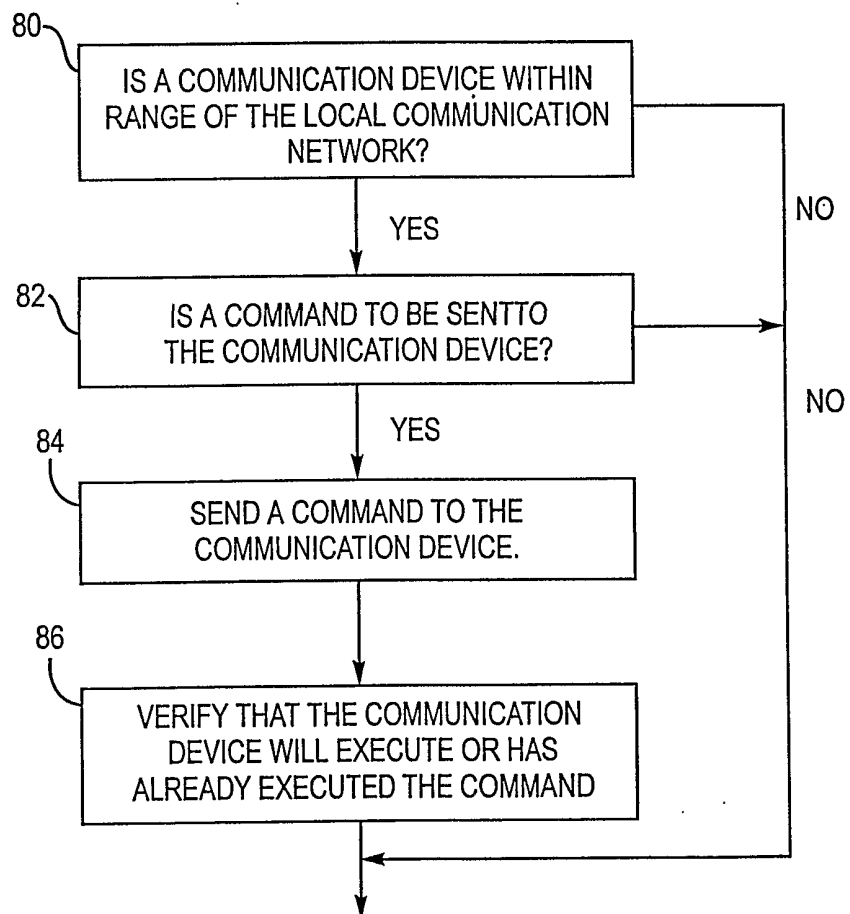 80
IS A COMMUNICATION DEVICE WITHIN
RANGE OF THE LOCAL COMMUNICATION
NETWORK?
NO
YES
82
IS A COMMAND TO BE SENTTO
THE COMMUNICATION DEVICE?
NO
YES
84
SEND A COMMAND TO THE
COMMUNICATION DEVICE.
86
VERIFY THAT THE COMMUNICATION
DEVICE WILL EXECUTE OR HAS
ALREADY EXECUTED THE COMMAND